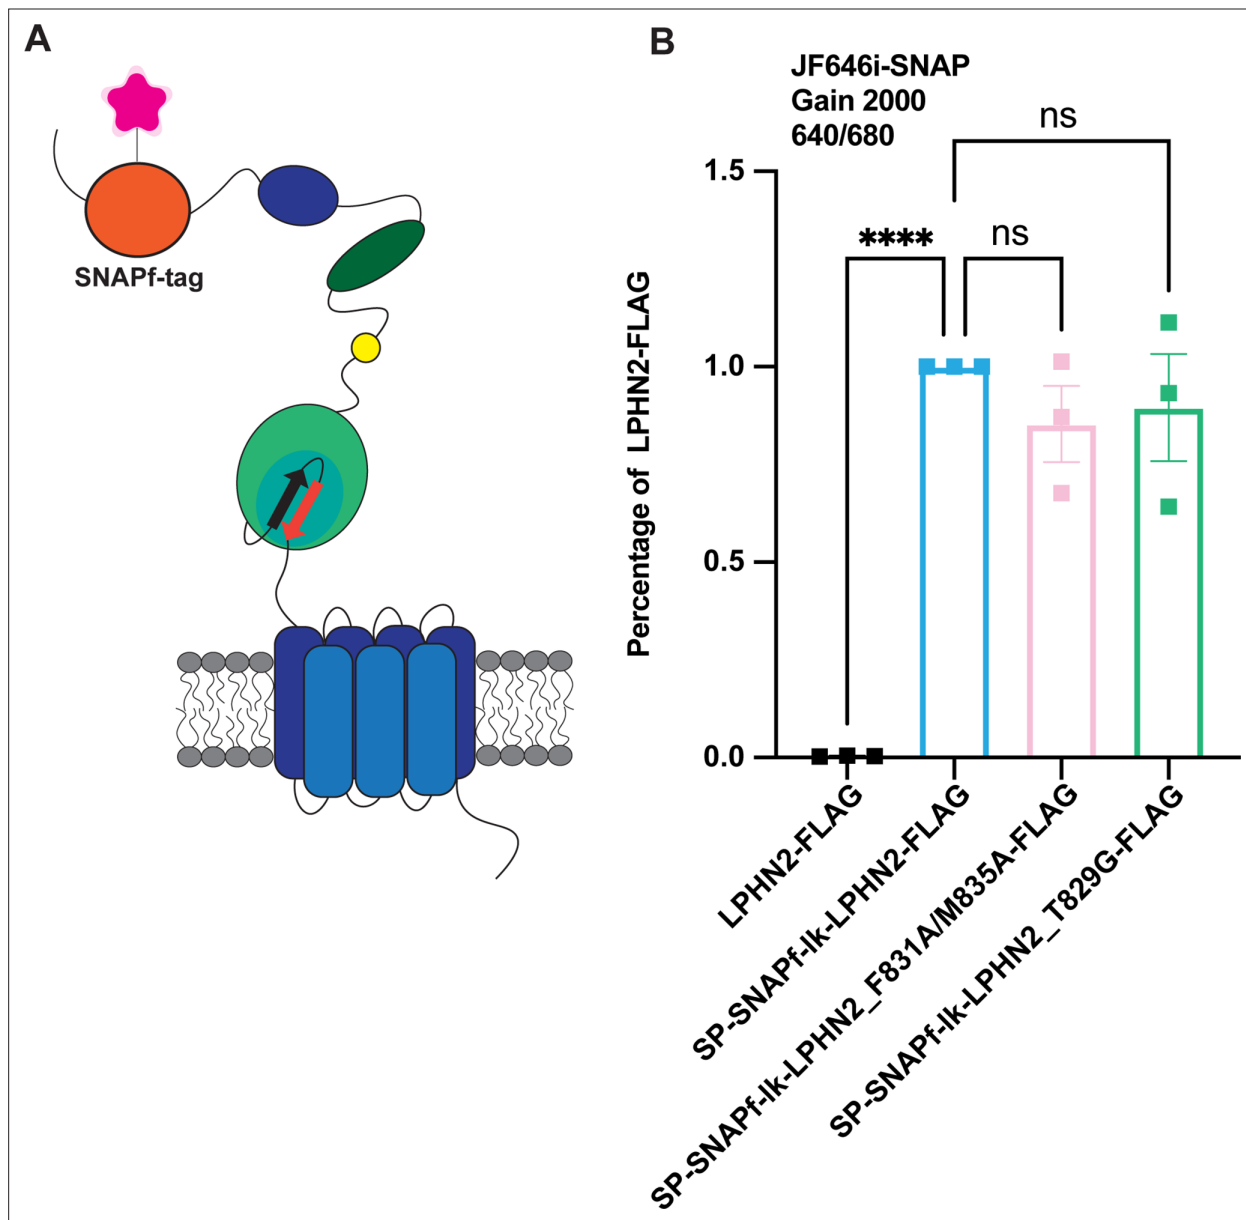 A
SNAPf-tag
B
JF646i-SNAP
Gain 2000
640/680
ns
**** ns
Percentage of LPHN2-FLAG
1.5
1.0
0.5
0.0
LPHN2-FLAG
SP-SNAPf-lk-LPHN2-FLAG
SP-SNAPf-lk-LPHN2_F831A/M835A-FLAG
SP-SNAPf-lk-LPHN2_T829G-FLAG